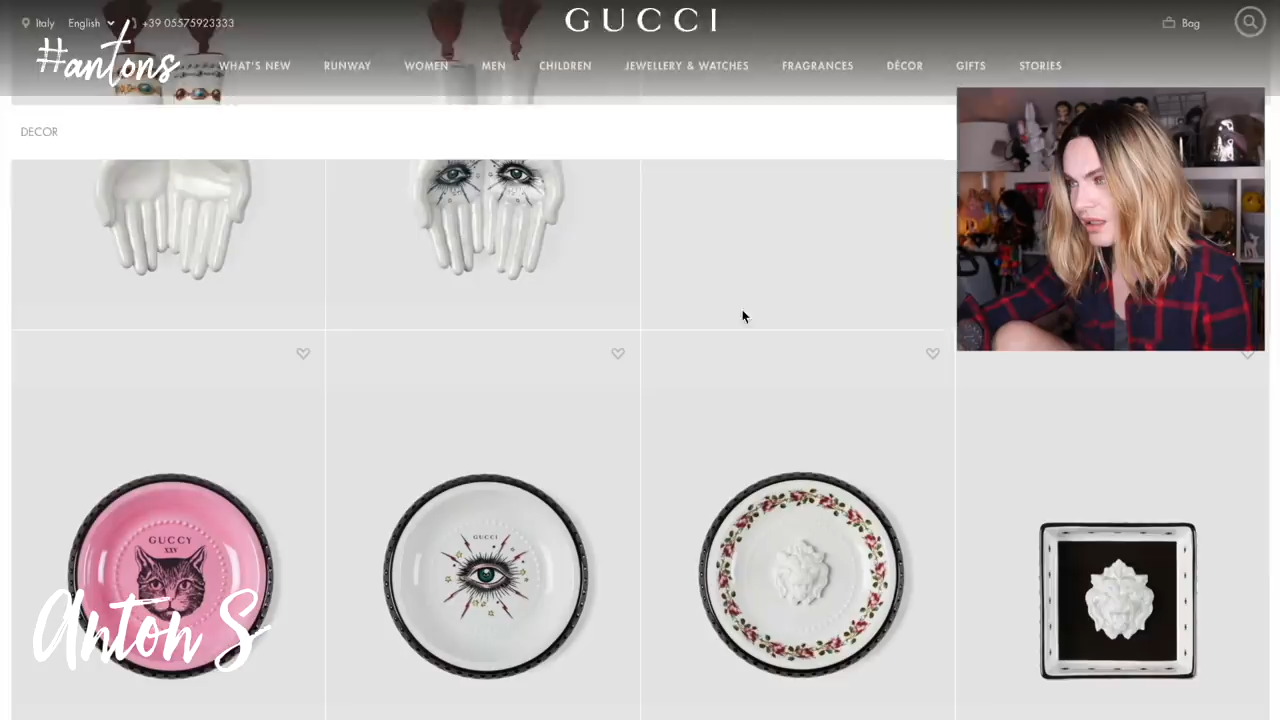 Italy English +39 05575923333
GUCCI
Bag
#antons
WHAT'S NEW RUNWAY WOMEN MEN CHILDREN JEWELLERY & WATCHES FRAGRANCES DÉCOR GIFTS STORIES
DECOR
GUCCY
XXV
GUCCI
Anton S